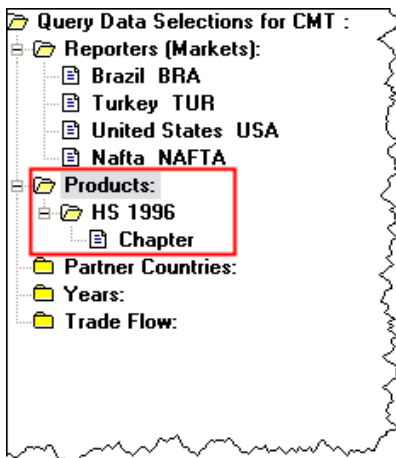 Query Data Selections for CMT :
Reporters (Markets):
Brazil BRA
Turkey TUR
United States USA
Nafta NAFTA
Products:
HS 1996
Chapter
Partner Countries:
Years:
Trade Flow: